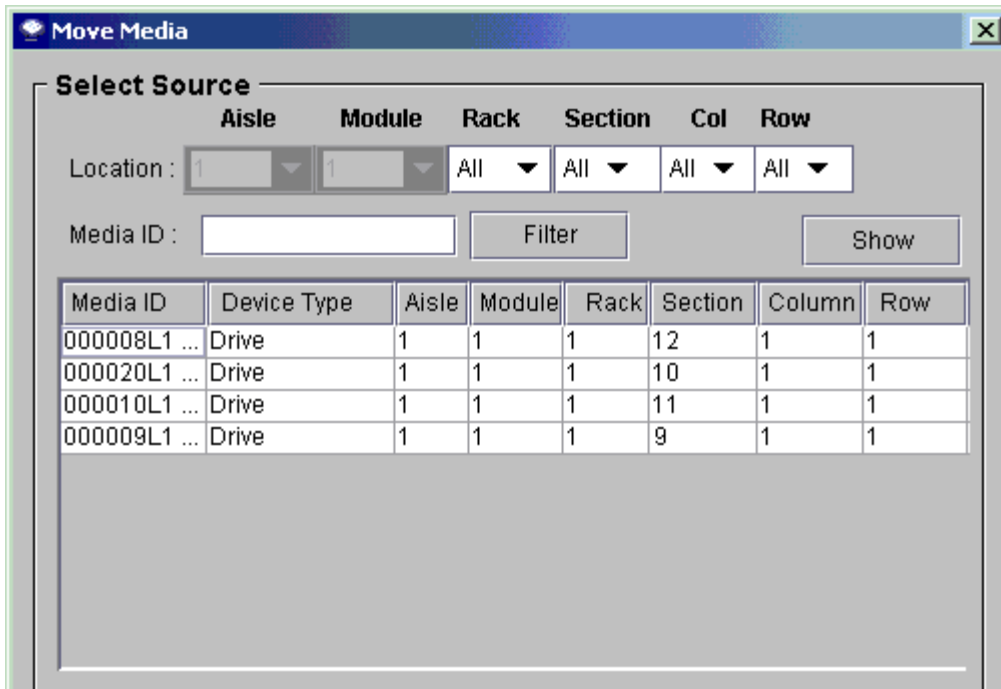 Move Media
Select Source
Aisle Module Rack Section Col Row
Location : 1 1 All All All All
Media ID : Filter Show
Media ID Device Type Aisle Module Rack Section Column Row
000008L1 ... Drive 1 1 1 12 1 1
000020L1 ... Drive 1 1 1 10 1 1
000010L1 ... Drive 1 1 1 11 1 1
000009L1 ... Drive 1 1 1 9 1 1